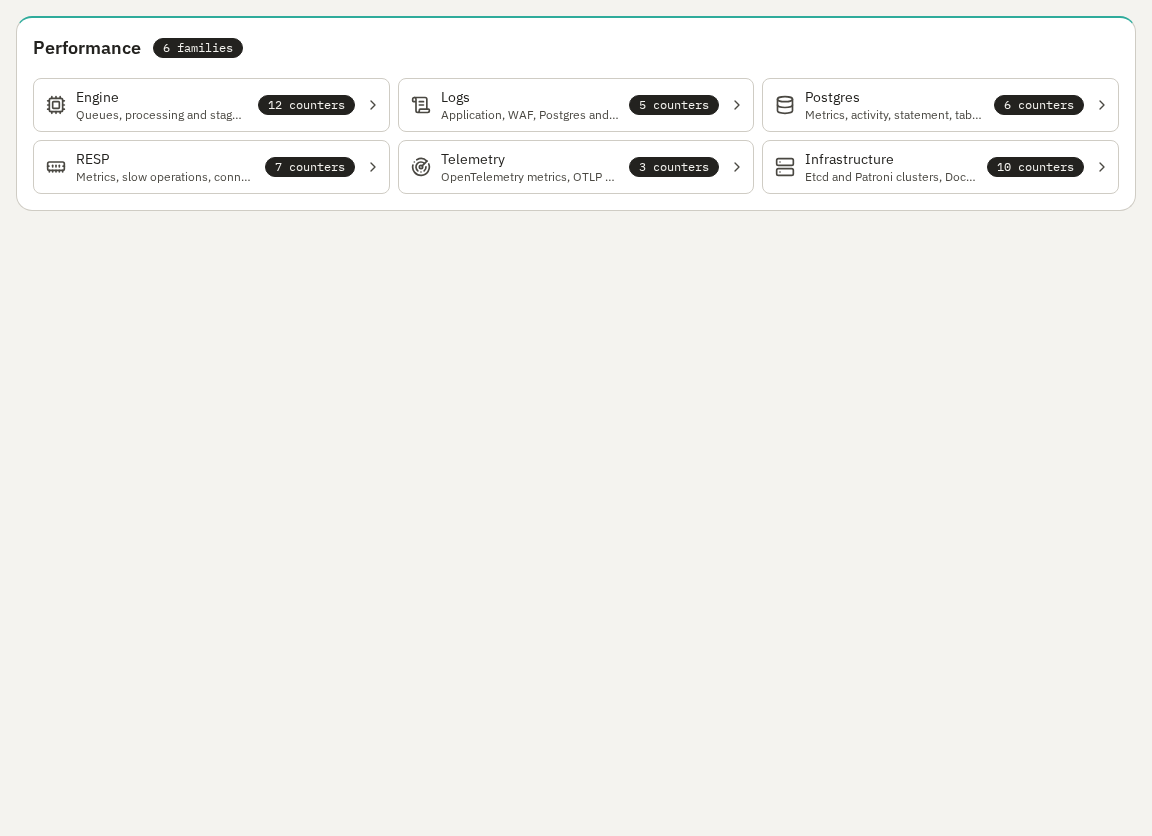 Performance 6 families
Engine
Queues, processing and stag...
12 counters
Logs
Application, WAF, Postgres and...
5 counters
Postgres
Metrics, activity, statement, tab...
6 counters
RESP
Metrics, slow operations, conn...
7 counters
Telemetry
OpenTelemetry metrics, OTLP ...
3 counters
Infrastructure
Etcd and Patroni clusters, Doc...
10 counters